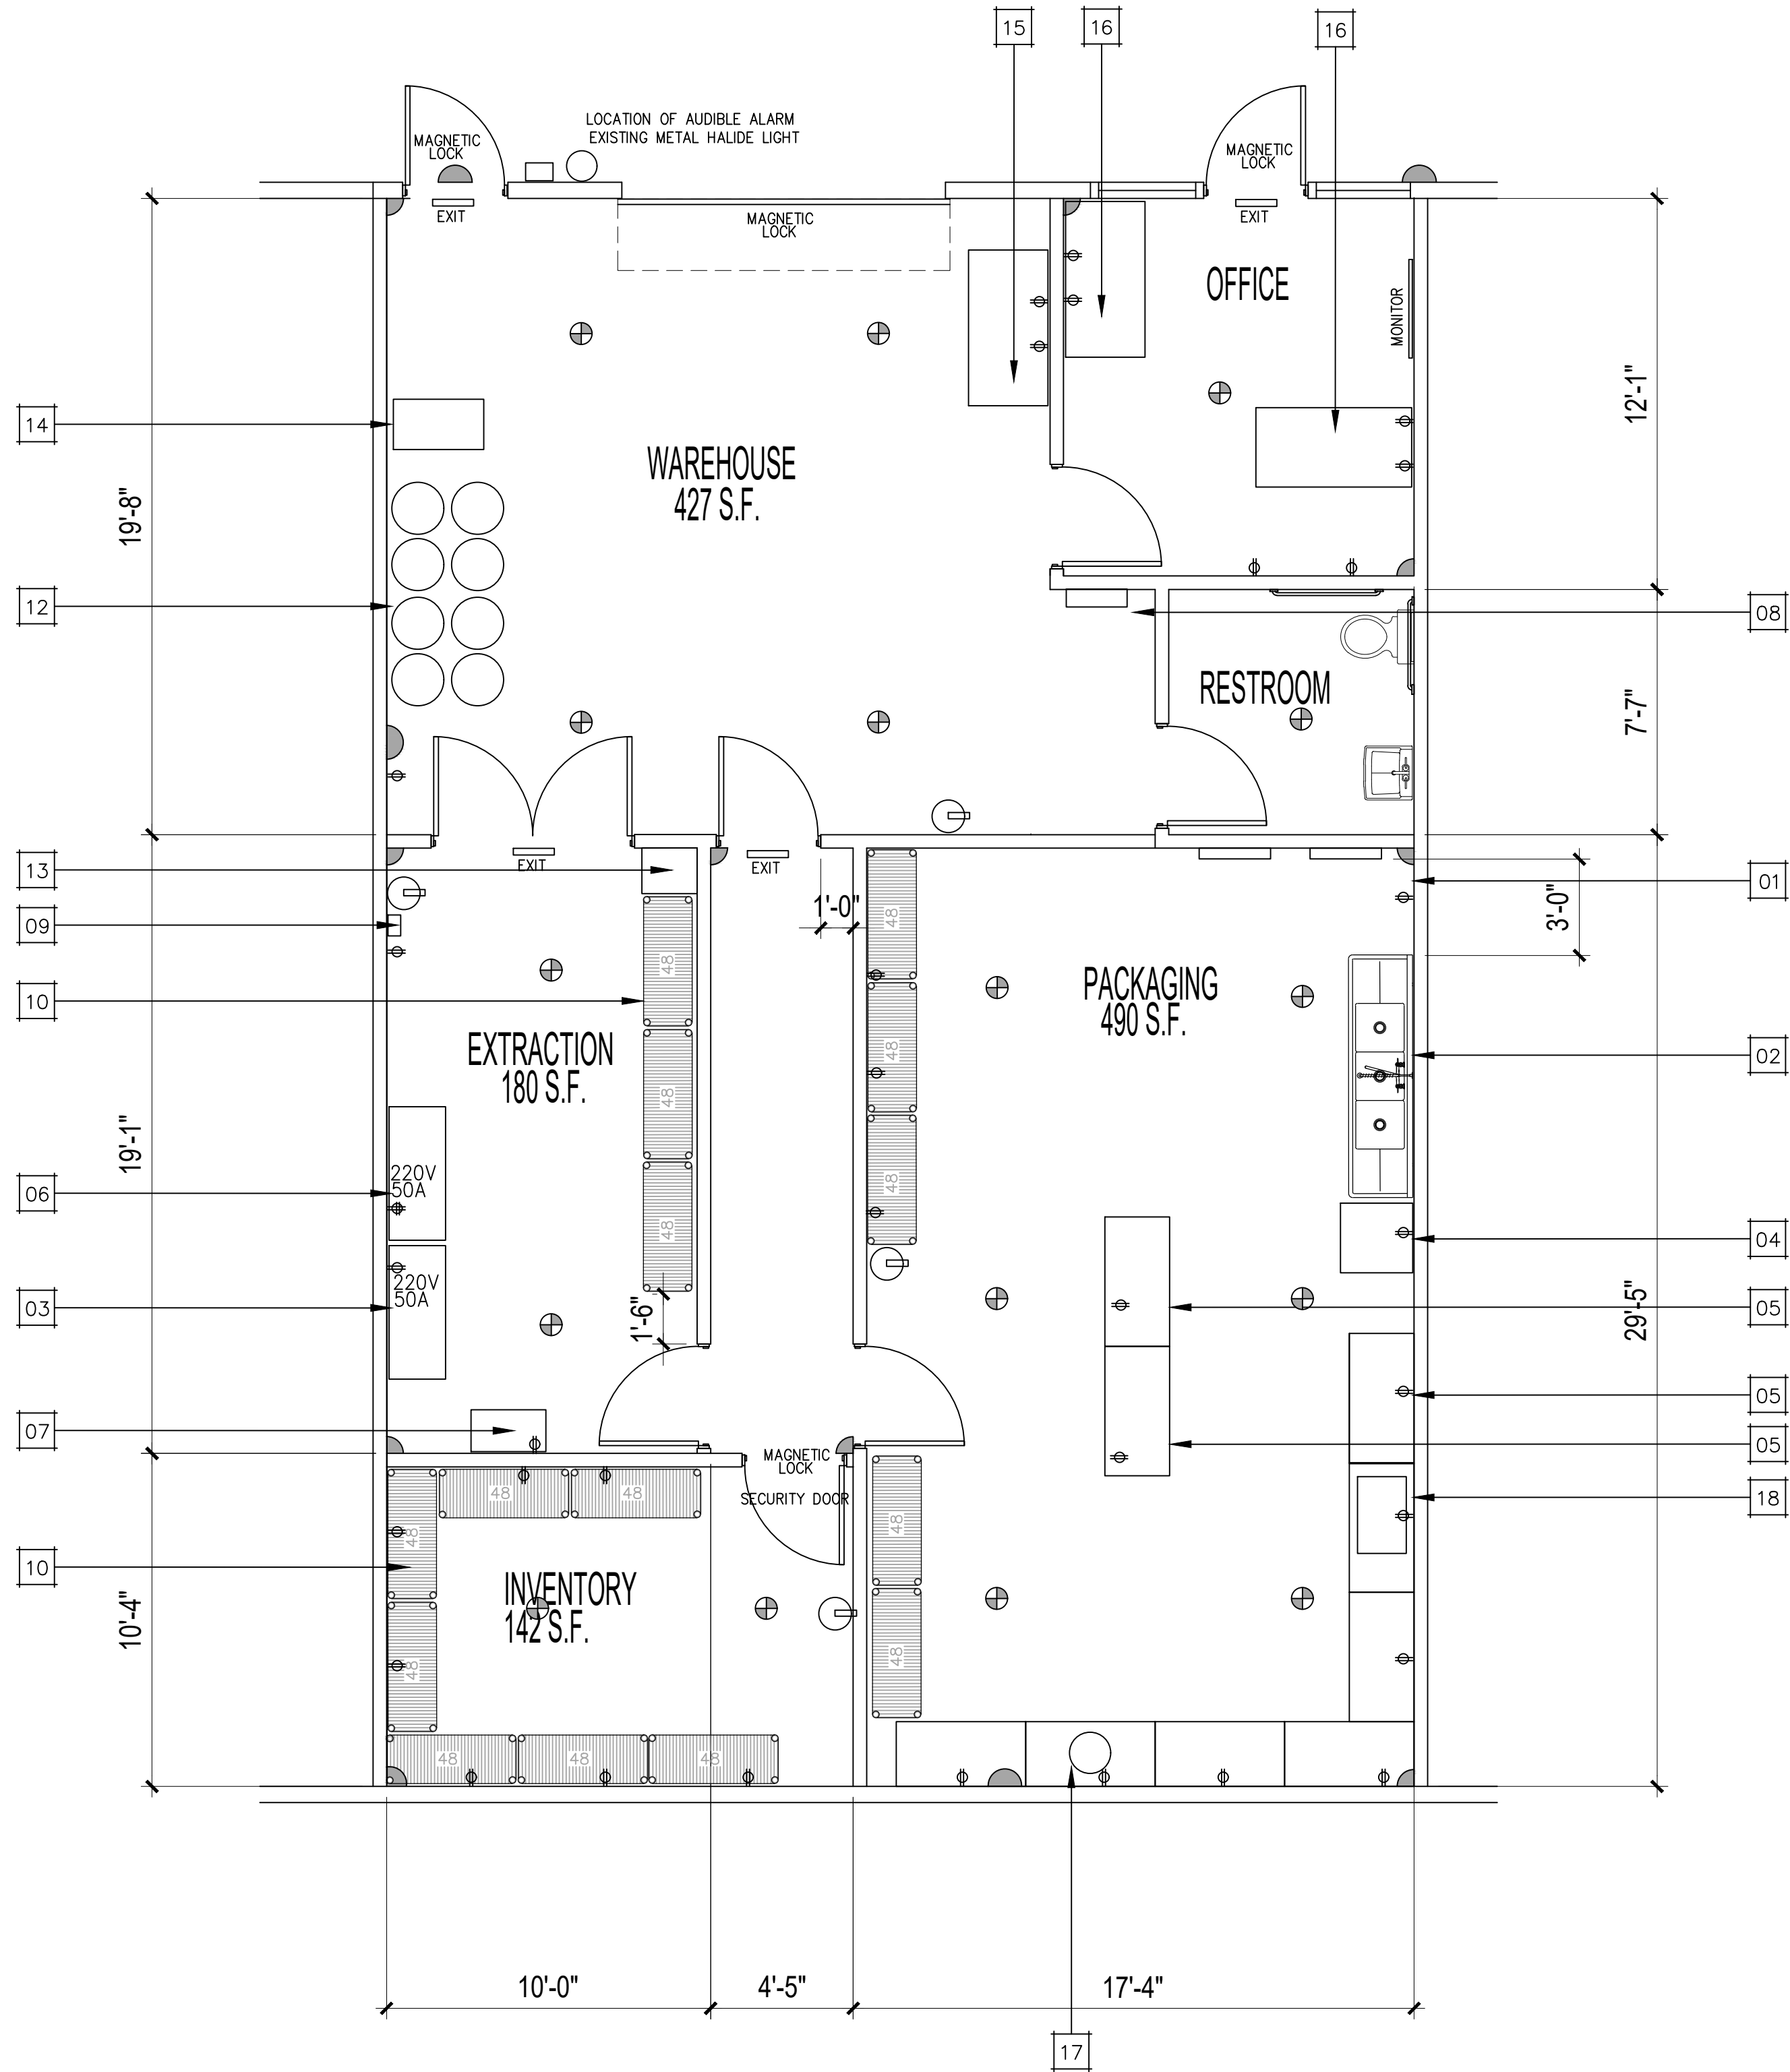 15
16
16
LOCATION OF AUDIBLE ALARM
EXISTING METAL HALIDE LIGHT
MAGNETIC
LOCK
MAGNETIC
LOCK
EXIT
MAGNETIC
LOCK
EXIT
OFFICE
MONITOR
12'-1"
14
WAREHOUSE
427 S.F.
19'-8"
12
08
RESTROOM
7'-7"
13
EXIT
EXIT
01
1'-0"
3'-0"
09
48
48
10
PACKAGING
490 S.F.
EXTRACTION
180 S.F.
48
48
02
19'-1"
06
220V
50A
48
48
04
03
220V
50A
1'-6"
05
29'-5"
05
07
05
MAGNETIC
LOCK
SECURITY DOOR
18
48
48
48
48
10
INVENTORY
142 S.F.
10'-4"
48
48
48
48
48
10'-0"
4'-5"
17'-4"
17